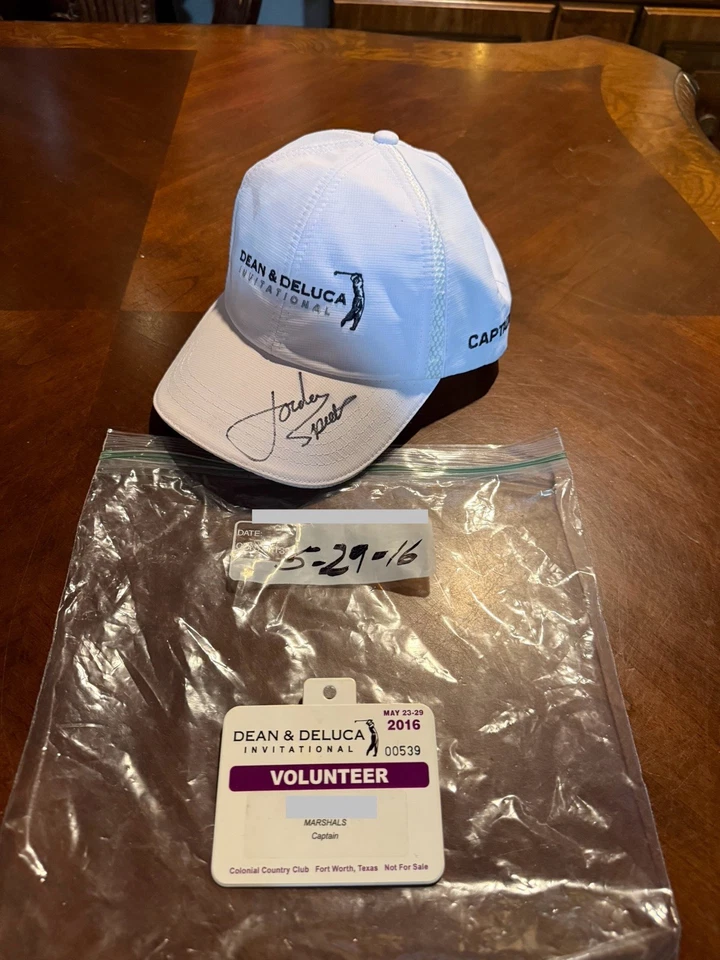 DEAN & DELUCA
INVITATIONAL
CAPT
Jordan
Spieth
DATE:
5-29-16
MAY 23-29
2016
DEAN & DELUCA
INVITATIONAL
00539
VOLUNTEER
MARSHALS
Captain
Colonial Country Club Fort Worth, Texas Not For Sale